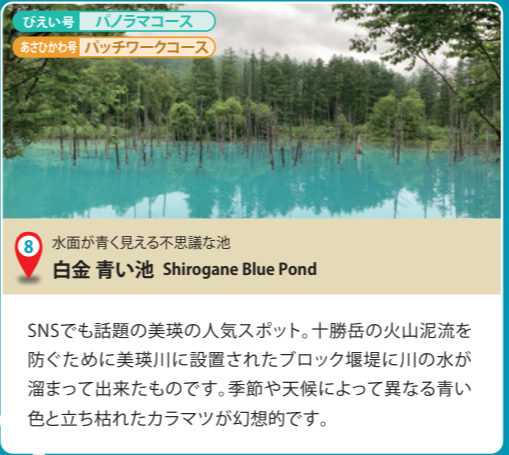 びえい号 パノラマコース
あさひかわ号 パッチワークコース
8 水面が青く見える不思議な池
白金 青い池 Shirogane Blue Pond
SNSでも話題の美瑛の人気スポット。十勝岳の火山泥流を
防ぐために美瑛川に設置されたブロック堰堤に川の水が
溜まって出来たものです。季節や天候によって異なる青い
色と立ち枯れたカラマツが幻想的です。